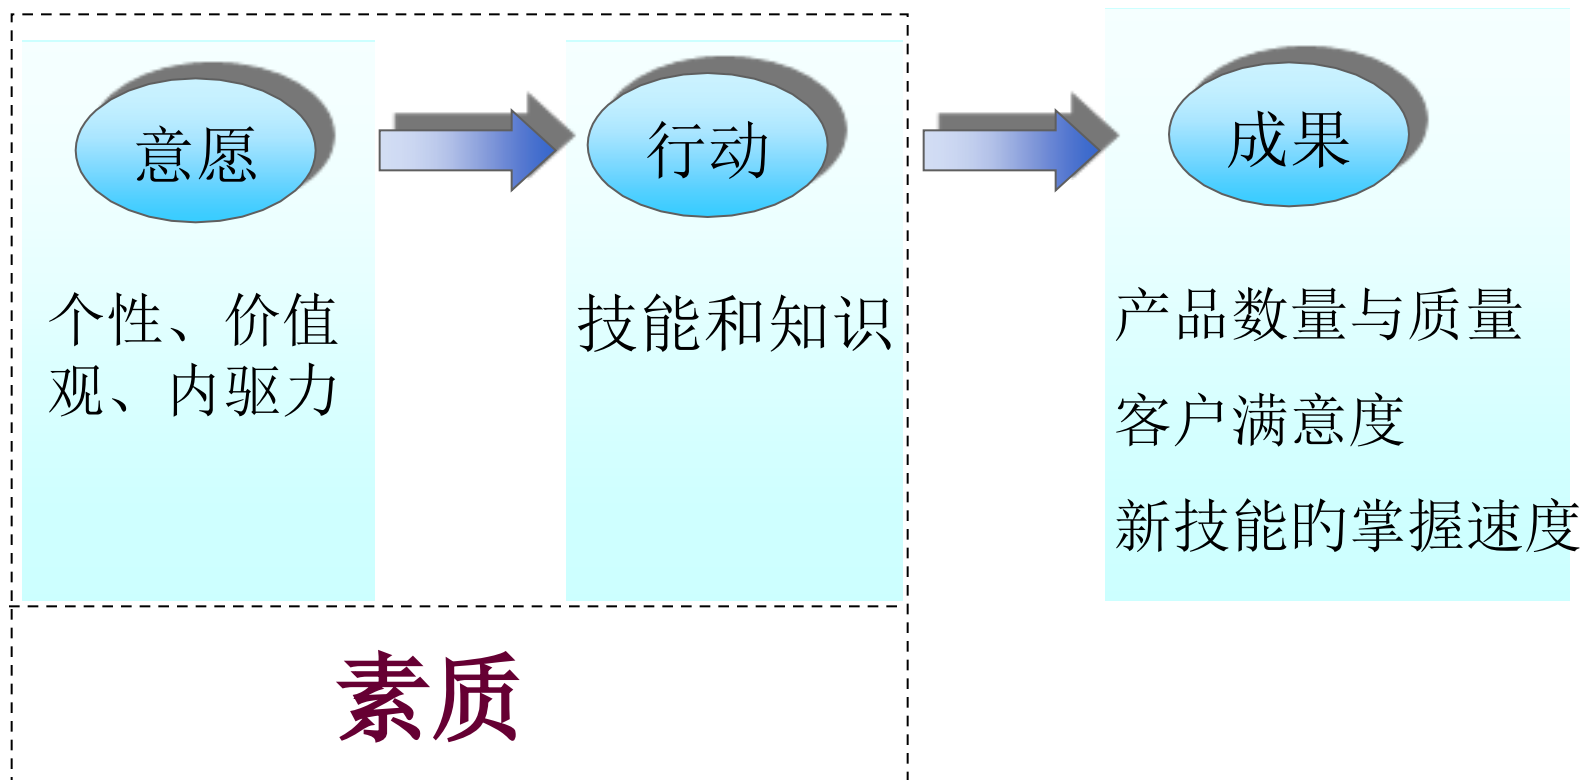 意愿
行动
成果
个性、价值
观、内驱力
技能和知识
产品数量与质量
客户满意度
新技能旳掌握速度
素质